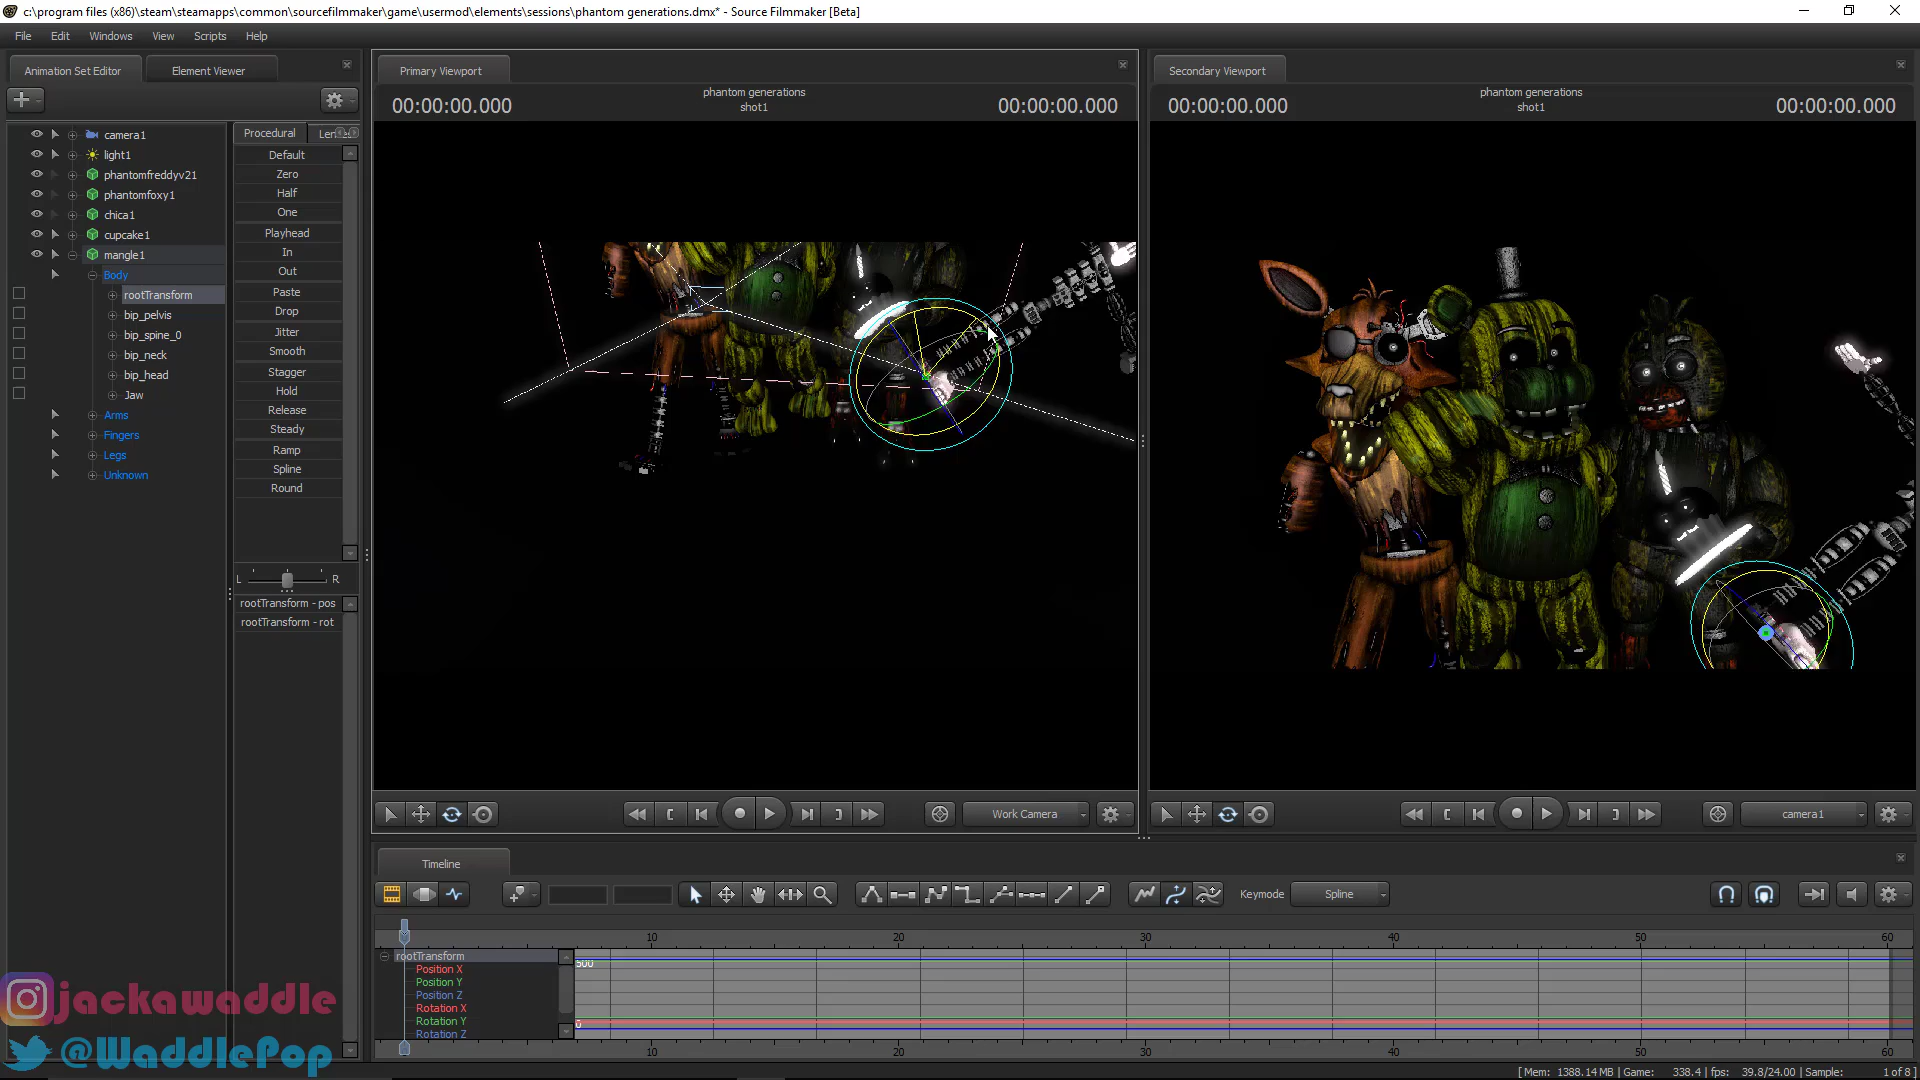 c:\program files (x86)\steam\steamapps\common\sourcefilmmaker\game\usermod\elements\sessions\phantom generations.dmx* - Source Filmmaker [Beta]
File Edit Windows View Scripts Help
Animation Set Editor Element Viewer
camera1
light1
phantomfreddyv21
phantomfoxy1
chica1
cupcake1
mangle1
Body
rootTransform
bip_pelvis
bip_spine_0
bip_neck
bip_head
Jaw
Arms
Fingers
Legs
Unknown
Procedural
Default
Zero
Half
One
Playhead
In
Out
Paste
Drop
Jitter
Smooth
Stagger
Hold
Release
Steady
Ramp
Spline
Round
L R
rootTransform - pos
rootTransform - rot
Primary Viewport
00:00:00.000 phantom generations 00:00:00.000
shot1
Work Camera
Secondary Viewport
00:00:00.000 phantom generations 00:00:00.000
shot1
camera1
Timeline
Keymode Spline
10 20 30 40 50 60
rootTransform
Position X
Position Y
Position Z
Rotation X
Rotation Y
Rotation Z
500
0
10 20 30 40 50 60
jackawaddle
@WaddlePop
[ Mem: 1388.14 MB | Game: 338.4 | fps: 39.8/24.00 | Sample: 1 of 8 ]